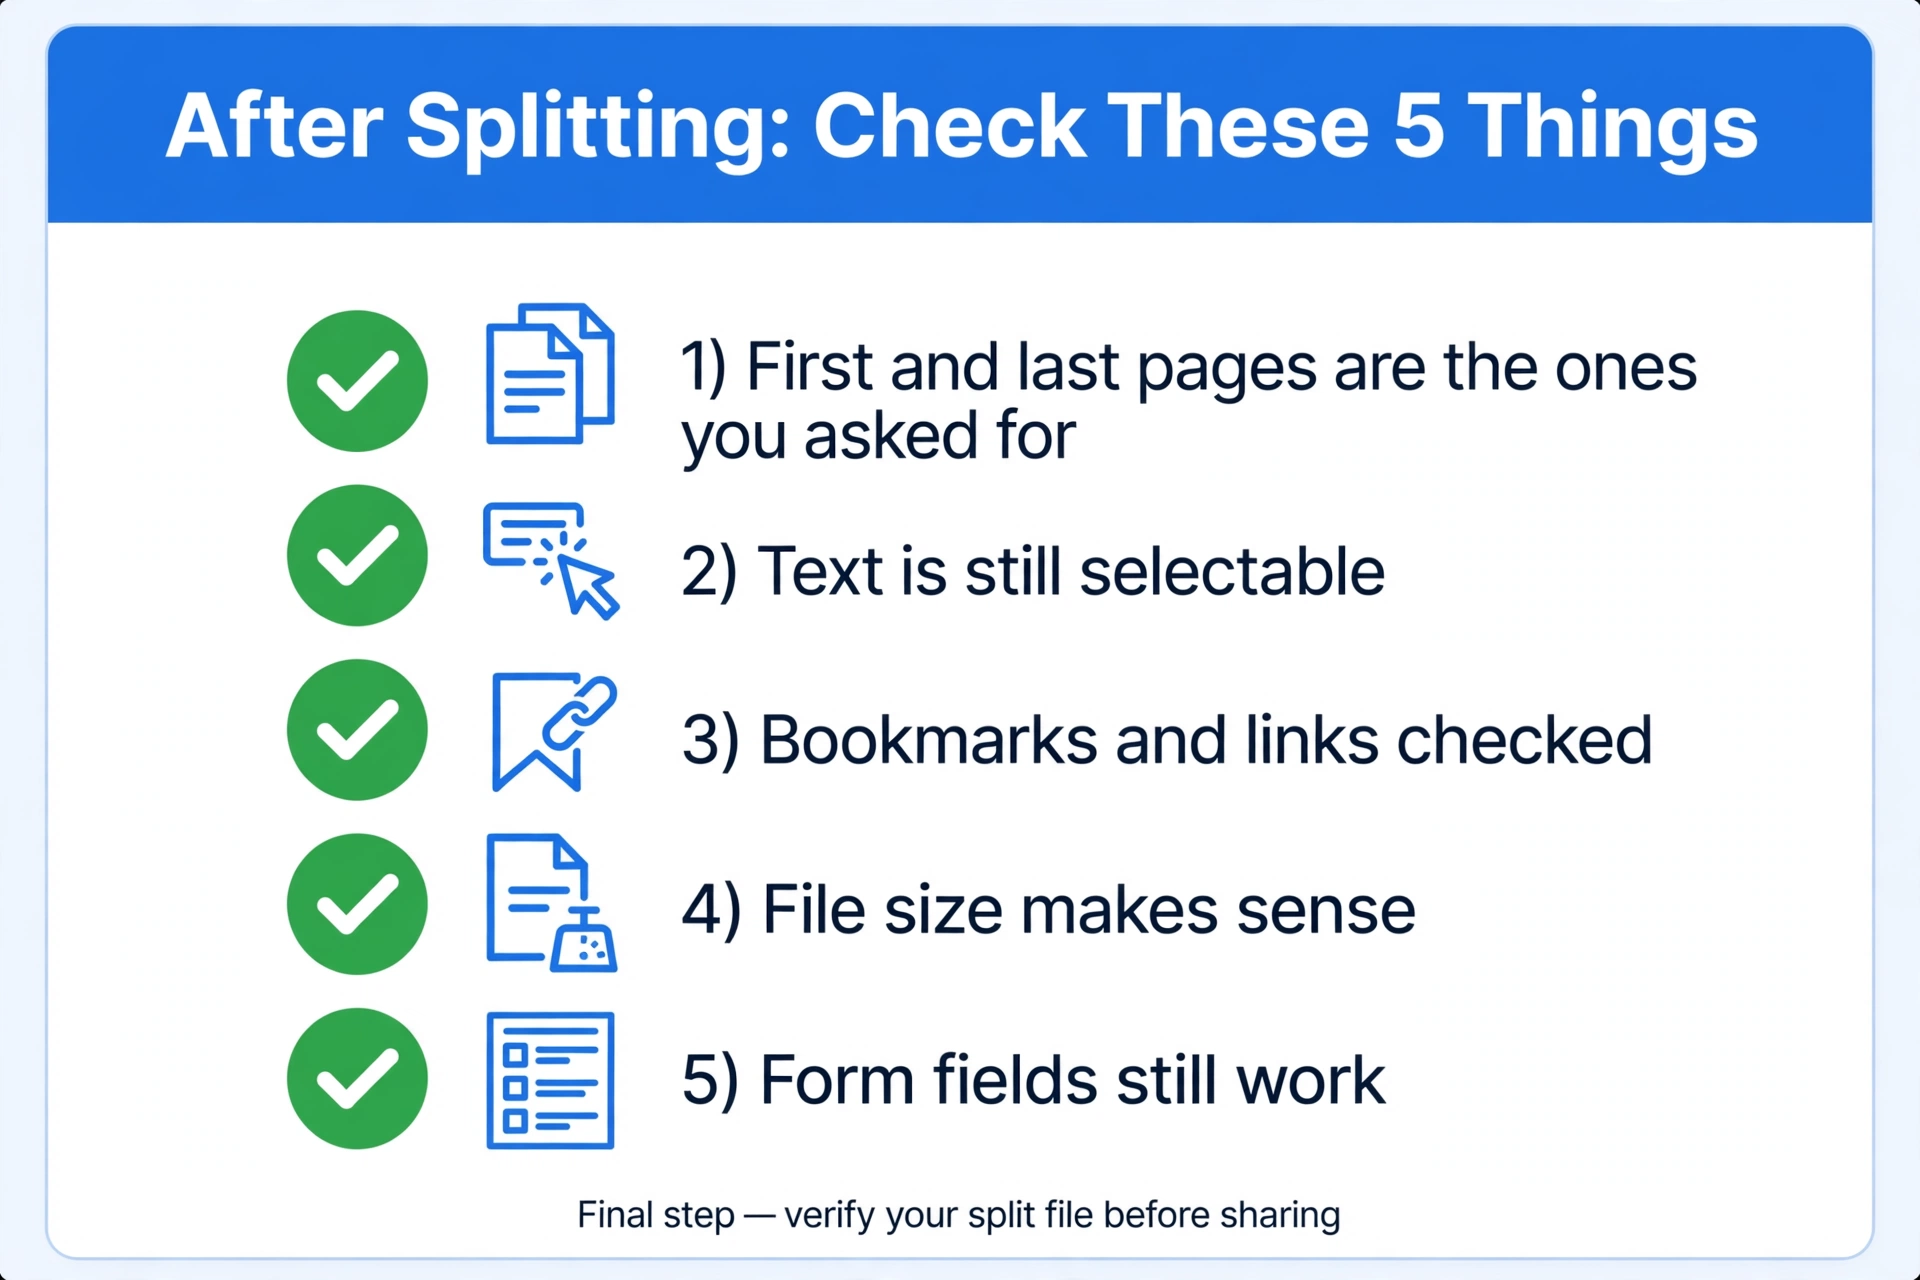 After Splitting: Check These 5 Things
1) First and last pages are the ones
you asked for
2) Text is still selectable
3) Bookmarks and links checked
4) File size makes sense
5) Form fields still work
Final step — verify your split file before sharing